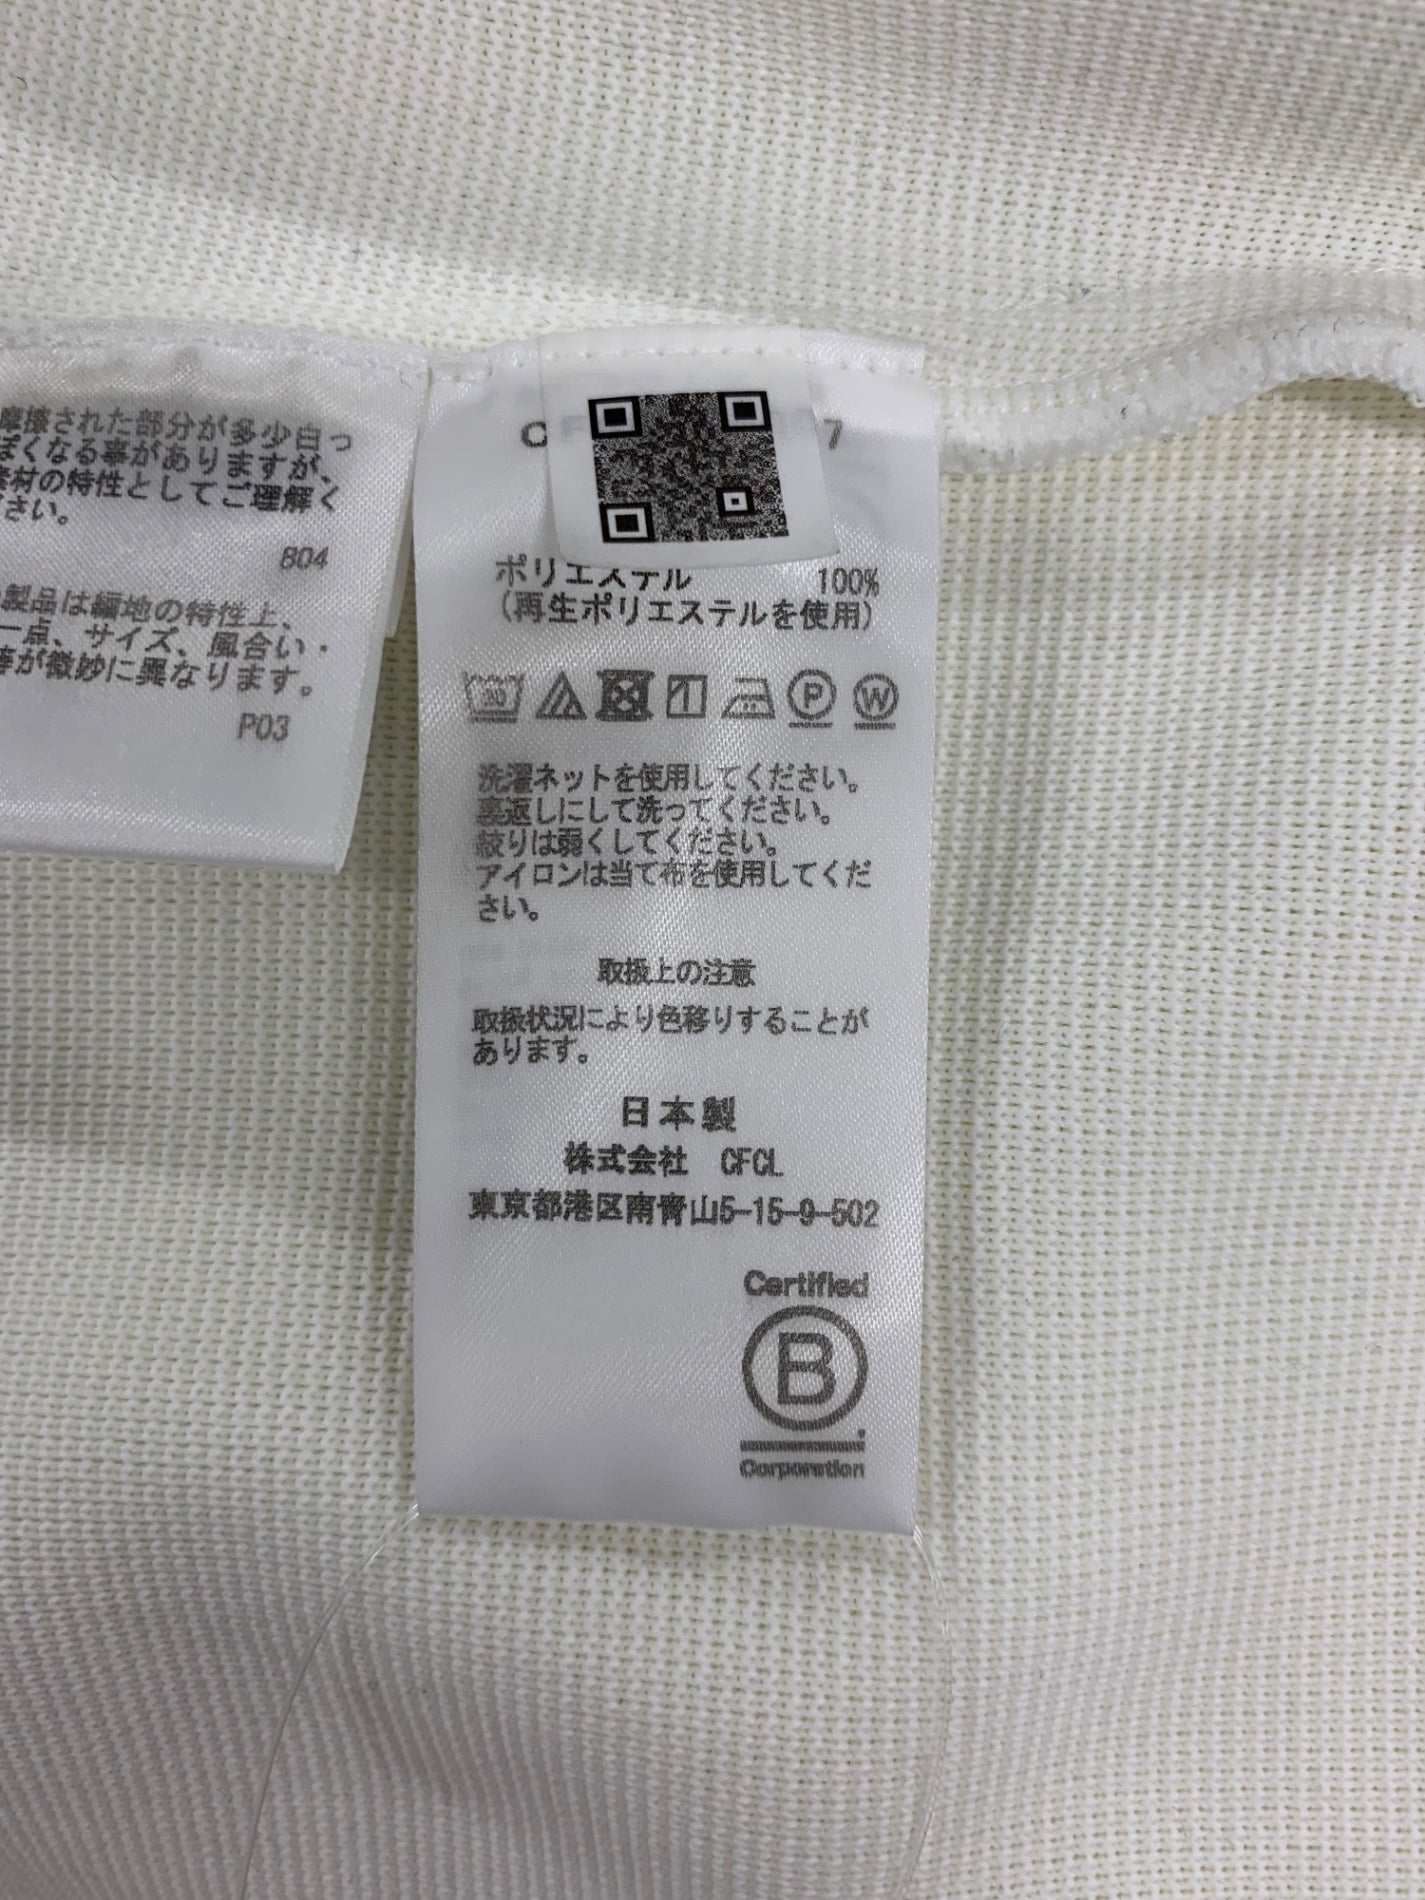 摩擦された部分が多少白っ
ぽくなる事がありますが、
素材の特性としてご理解く
さい。
B04
製品は編地の特性上、
一点、サイズ、風合い・
等が微妙に異なります。
P03
C 7
ポリエステル 100%
(再生ポリエステルを使用)
30
P W
洗濯ネットを使用してください。
裏返しにして洗ってください。
絞りは弱くしてください。
アイロンは当て布を使用してくだ
さい。
取扱上の注意
取扱状況により色移りすることが
あります。
日本製
株式会社 CFCL
東京都港区南青山5-15-9-502
Certified
B
Corporation